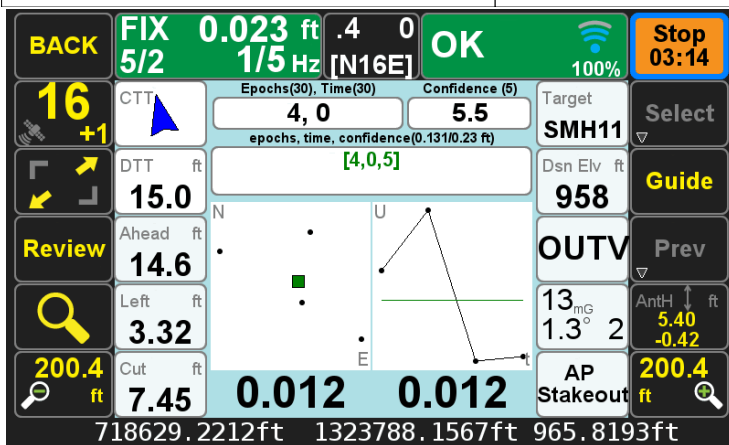 BACK
FIX 0.023 ft
5/2 1/5 Hz
.4 0
[N16E]
OK
100%
Stop
03:14
16
+1
CTT
Epochs(30), Time(30)
4, 0
Confidence (5)
5.5
epochs, time, confidence(0.131/0.23 ft)
[4,0,5]
Target
SMH11
Select
DTT ft
15.0
Dsn Elv ft
958
Guide
Review
Ahead ft
14.6
N
E
U
t
OUTV
Prev
Left ft
3.32
13mG
1.3° 2
AntH ft
5.40
-0.42
200.4
ft
Cut ft
7.45
0.012 0.012
AP
Stakeout
200.4
ft
718629.2212ft 1323788.1567ft 965.8193ft